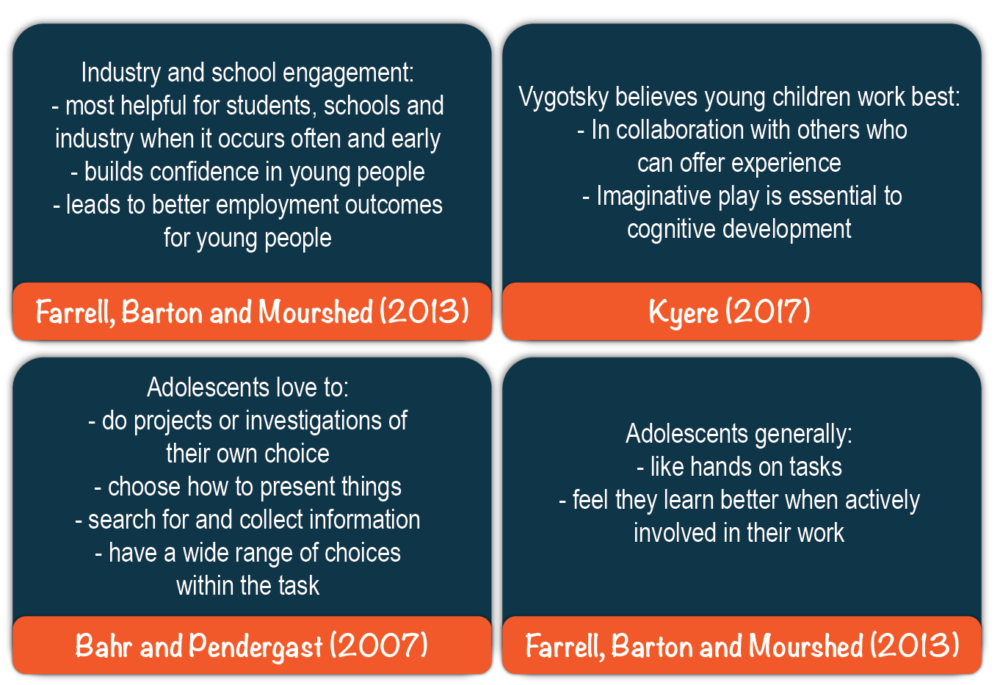 Industry and school engagement:
- most helpful for students, schools and
industry when it occurs often and early
- builds confidence in young people
- leads to better employment outcomes
for young people
Farrell, Barton and Mourshed (2013)
Vygotsky believes young children work best:
- In collaboration with others who
can offer experience
- Imaginative play is essential to
cognitive development
Kyere (2017)
Adolescents love to:
- do projects or investigations of
their own choice
- choose how to present things
- search for and collect information
- have a wide range of choices
within the task
Bahr and Pendergast (2007)
Adolescents generally:
- like hands on tasks
- feel they learn better when actively
involved in their work
Farrell, Barton and Mourshed (2013)